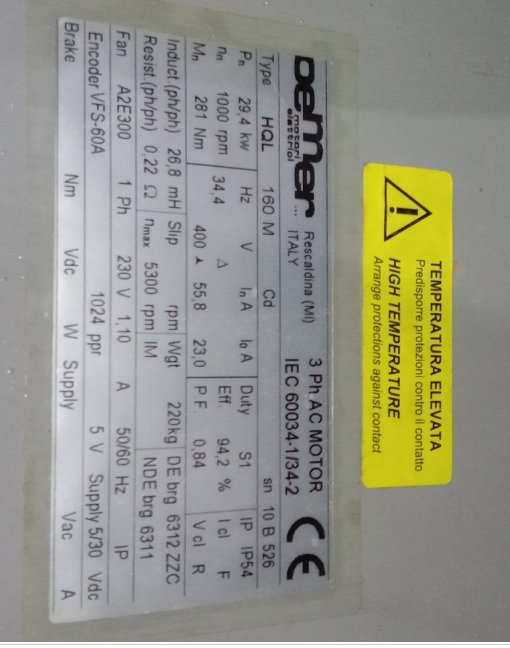 TEMPERATURA ELEVATA
Predisporre protezioni contro il contatto
HIGH TEMPERATURE
Arrange protections against contact
Oemer motori elettrici ... Rescaldina (MI) ITALY
3 Ph AC MOTOR
IEC 60034-1/34-2
CE
Type HQL 160 M Cd sn 10 B 526
Pn 29,4 kw Hz V In A Io A Duty S1 IP IP54
nn 1000 rpm 34,4 Δ Eff. 94,2 % I cl F
Mn 281 Nm 400 55,8 23,0 P.F. 0,84 V cl R
Induct.(ph/ph) 26,8 mH Slip rpm Wgt 220kg DE brg 6312 ZZC
Resist.(ph/ph) 0,22 Ω nmax 5300 rpm IM NDE brg 6311
Fan A2E300 1 Ph 230 V 1,10 A 50/60 Hz IP
Encoder VFS-60A 1024 ppr 5 V Supply 5/30 Vdc
Brake Nm Vdc W Supply Vac A